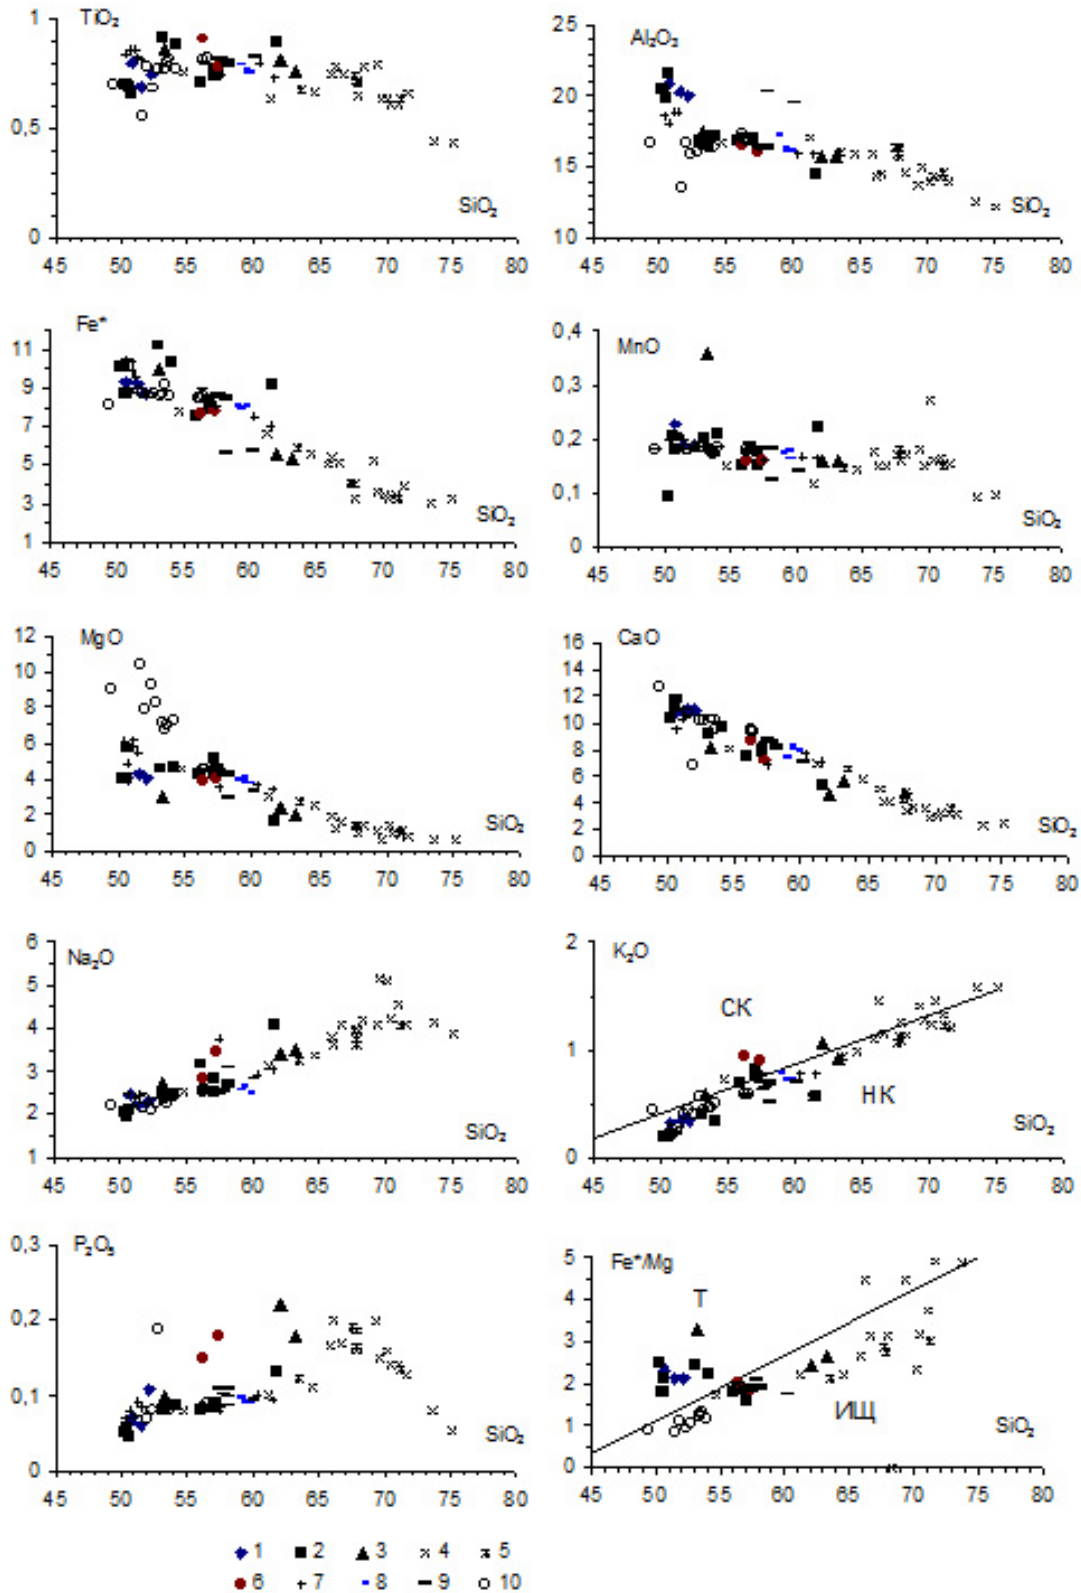 TiO₂
1
0,5
0
SiO₂
45 50 55 60 65 70 75 80
Al₂O₃
25
20
15
10
SiO₂
45 50 55 60 65 70 75 80
Fe*
11
9
7
5
3
1
SiO₂
45 50 55 60 65 70 75 80
MnO
0,4
0,3
0,2
0,1
0
SiO₂
45 50 55 60 65 70 75 80
MgO
12
10
8
6
4
2
0
SiO₂
45 50 55 60 65 70 75 80
CaO
16
14
12
10
8
6
4
2
0
SiO₂
45 50 55 60 65 70 75 80
Na₂O
6
5
4
3
2
1
SiO₂
45 50 55 60 65 70 75 80
K₂O
2
1
0
СК
НК
SiO₂
45 50 55 60 65 70 75 80
P₂O₅
0,3
0,2
0,1
0
SiO₂
45 50 55 60 65 70 75 80
Fe*/Mg
5
4
3
2
1
0
Т
ИЩ
SiO₂
45 50 55 60 65 70 75 80
1 2 3 4 5
6 7 8 9 10